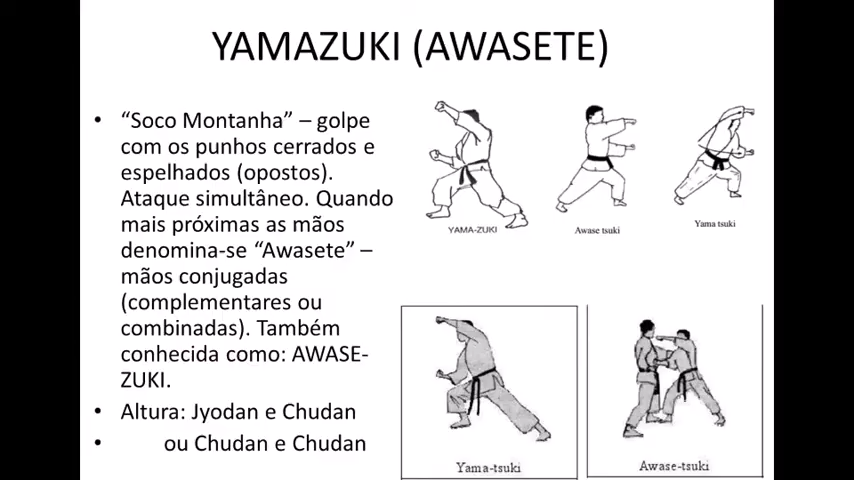 YAMAZUKI (AWASETE)
• “Soco Montanha” – golpe
com os punhos cerrados e
espelhados (opostos).
Ataque simultâneo. Quando
mais próximas as mãos
denomina-se “Awasete” –
mãos conjugadas
(complementares ou
combinadas). Também
conhecida como: AWASE-
ZUKI.
• Altura: Jyodan e Chudan
• ou Chudan e Chudan
YAMA-ZUKI
Awase tsuki
Yama tsuki
Yama-tsuki
Awase-tsuki